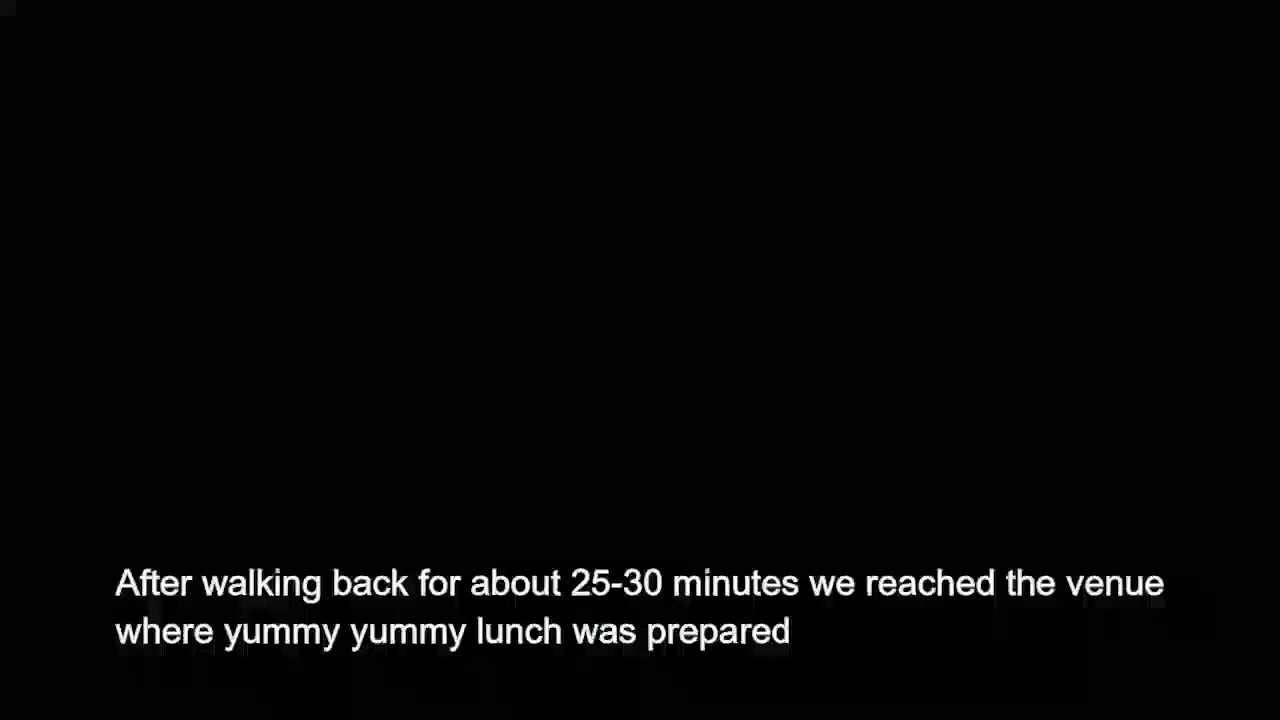 After walking back for about 25-30 minutes we reached the venue
where yummy yummy lunch was prepared